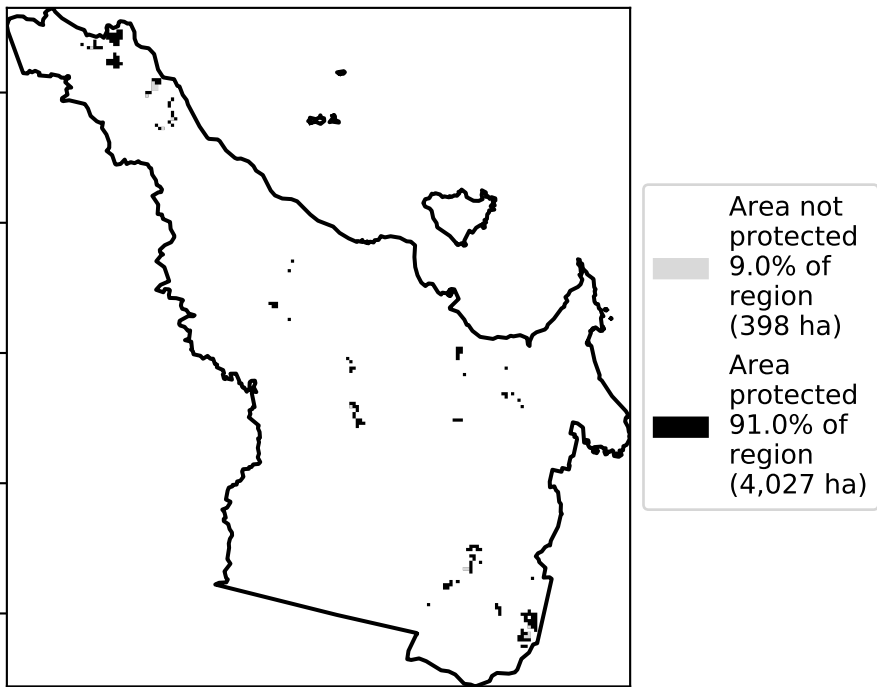 Area not
protected
9.0% of
region
(398 ha)
Area
protected
91.0% of
region
(4,027 ha)